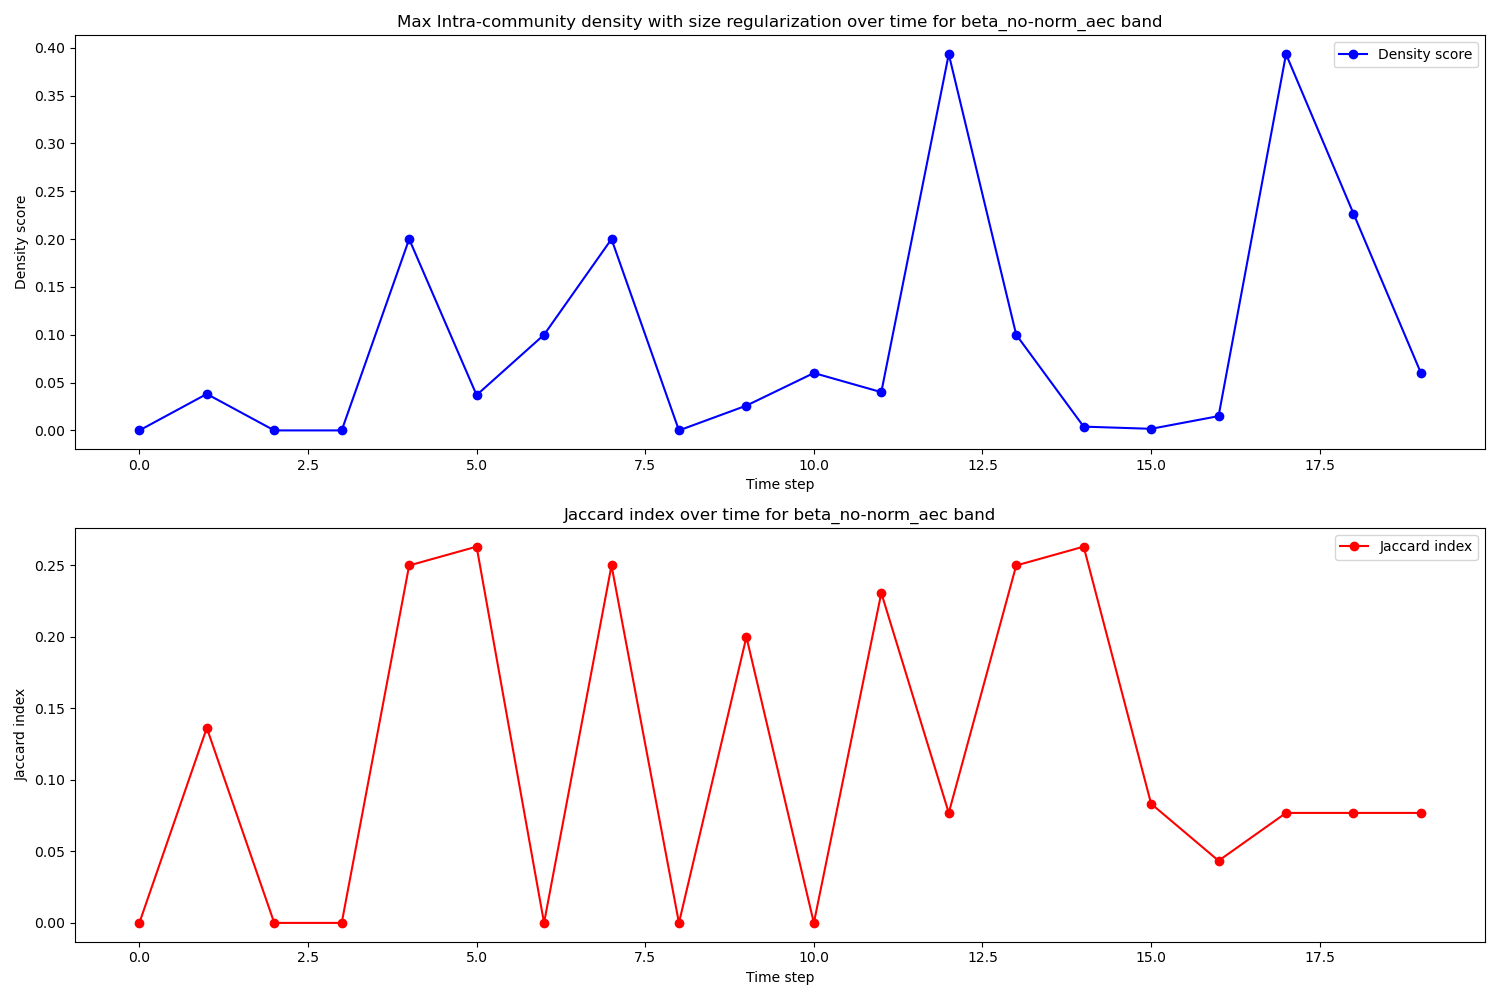 Max Intra-community density with size regularization over time for beta_no-norm_aec band
Density score
0.40
0.35
0.30
0.25
0.20
0.15
0.10
0.05
0.00
Density score
0.0 2.5 5.0 7.5 10.0 12.5 15.0 17.5
Time step
Jaccard index over time for beta_no-norm_aec band
Jaccard index
0.25
0.20
0.15
0.10
0.05
0.00
Jaccard index
0.0 2.5 5.0 7.5 10.0 12.5 15.0 17.5
Time step